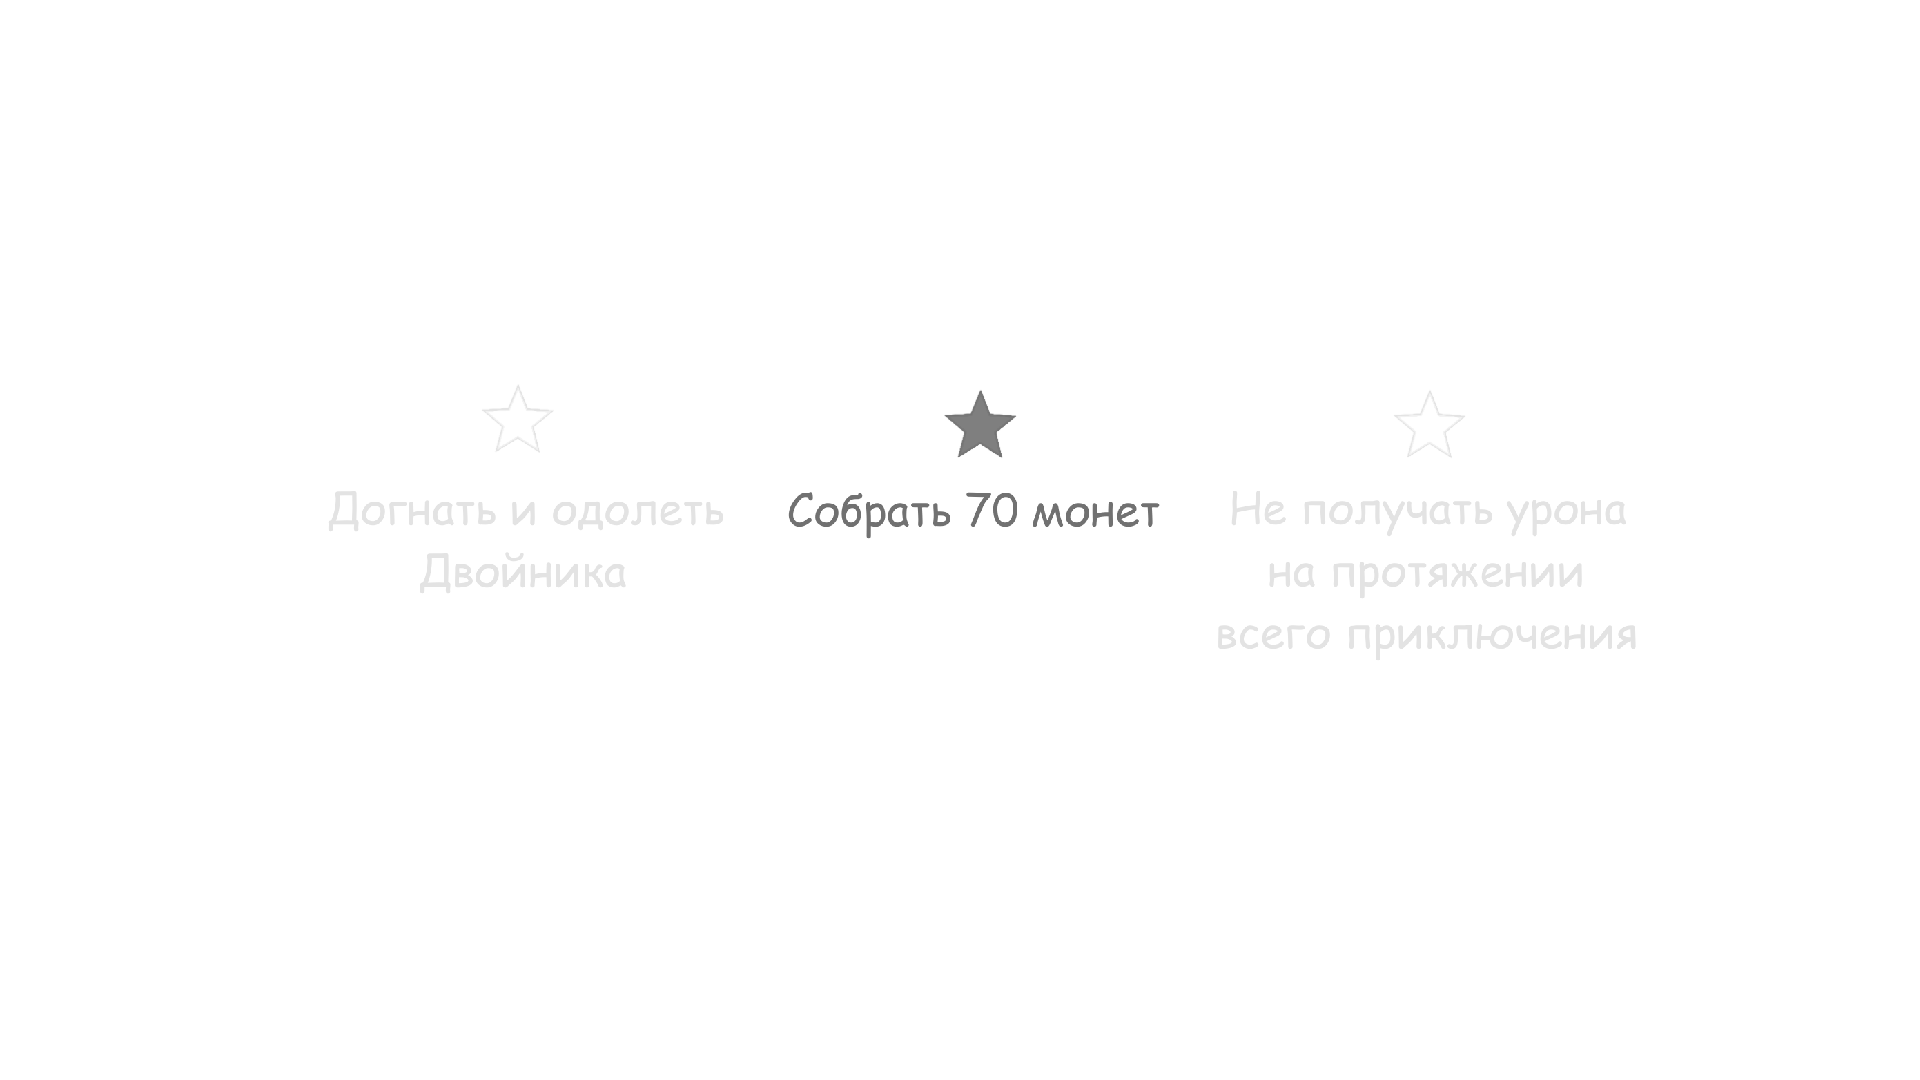 Догнать и одолеть
Двойника
Собрать 70 монет
Не получать урона
на протяжении
всего приключения